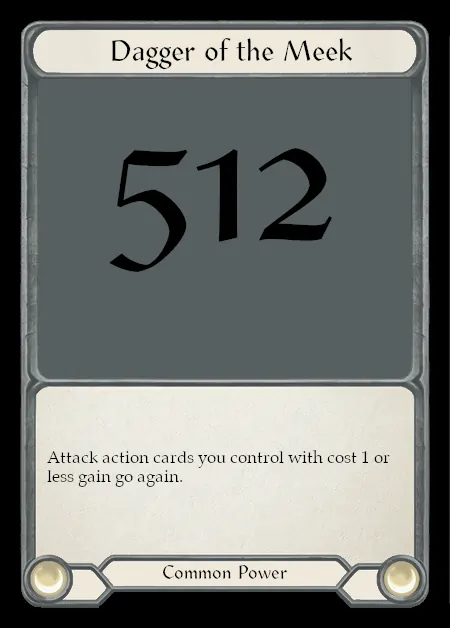 Dagger of the Meek
512
Attack action cards you control with cost 1 or
less gain go again.
Common Power